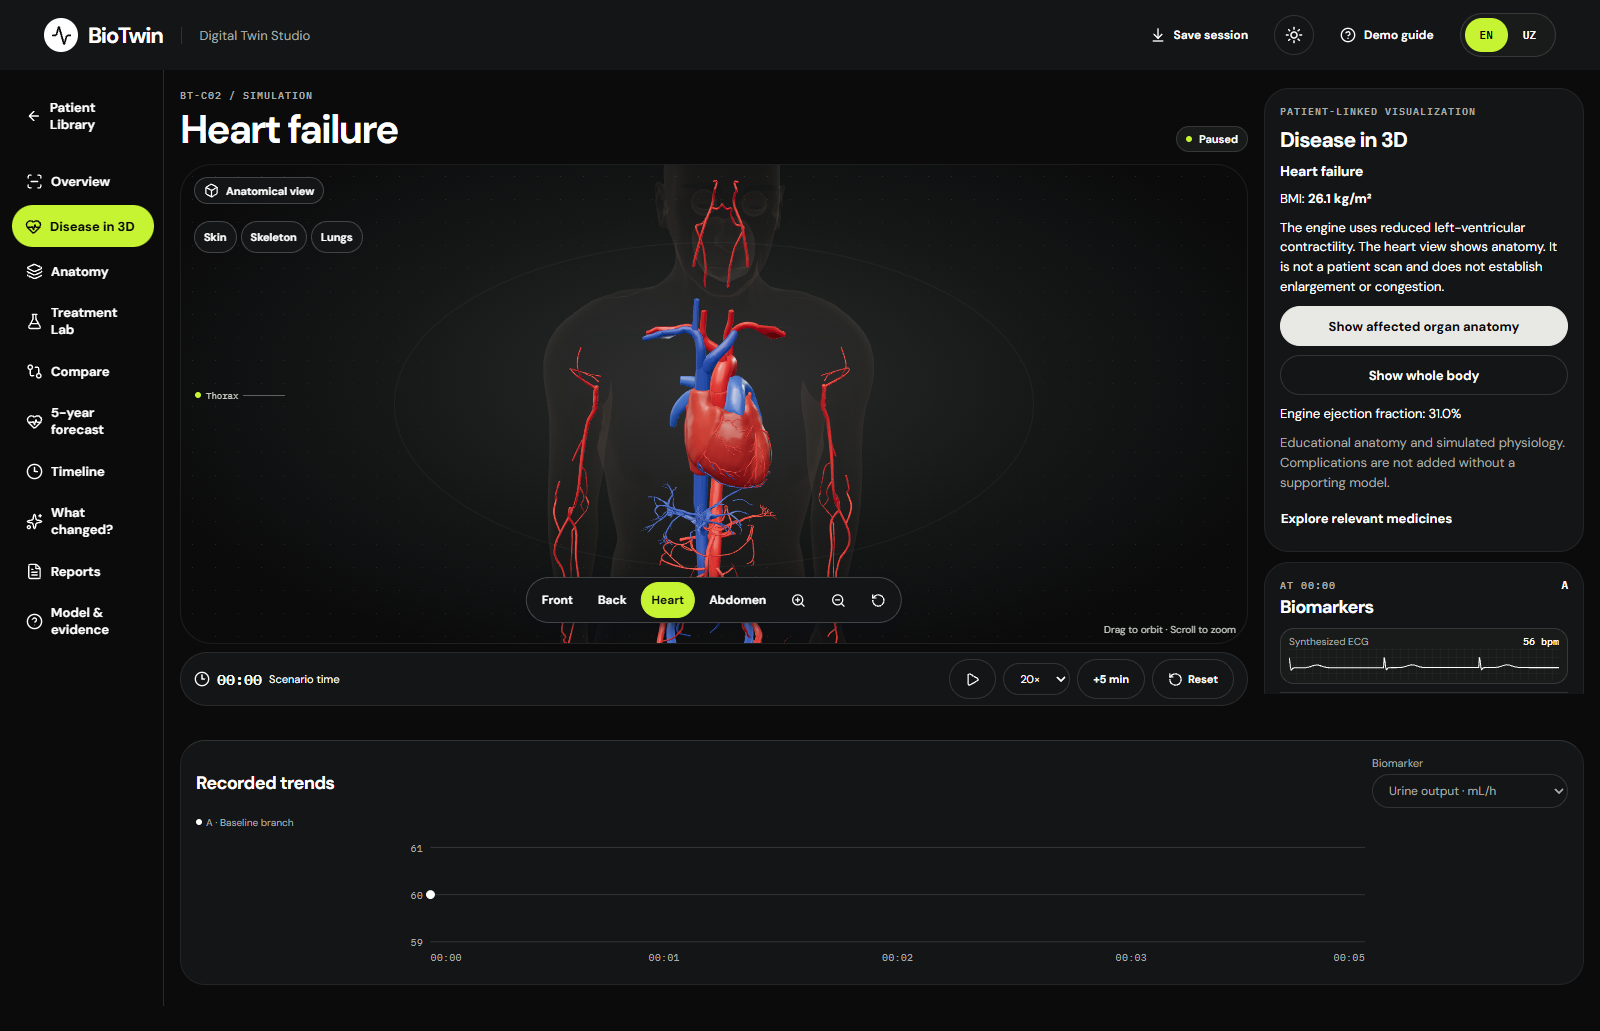 BioTwin
Digital Twin Studio
Save session
Demo guide
EN
UZ
Patient
Library
Overview
Disease in 3D
Anatomy
Treatment
Lab
Compare
5-year
forecast
Timeline
What
changed?
Reports
Model &
evidence
BT-C02 / SIMULATION
Heart failure
Paused
Anatomical view
Skin
Skeleton
Lungs
Thorax
Front
Back
Heart
Abdomen
Drag to orbit · Scroll to zoom
00:00 Scenario time
20×
+5 min
Reset
PATIENT-LINKED VISUALIZATION
Disease in 3D
Heart failure
BMI: 26.1 kg/m²
The engine uses reduced left-ventricular
contractility. The heart view shows anatomy. It
is not a patient scan and does not establish
enlargement or congestion.
Show affected organ anatomy
Show whole body
Engine ejection fraction: 31.0%
Educational anatomy and simulated physiology.
Complications are not added without a
supporting model.
Explore relevant medicines
AT 00:00
A
Biomarkers
Synthesized ECG
56 bpm
Recorded trends
Biomarker
Urine output · mL/h
A · Baseline branch
61
60
59
00:00
00:01
00:02
00:03
00:05